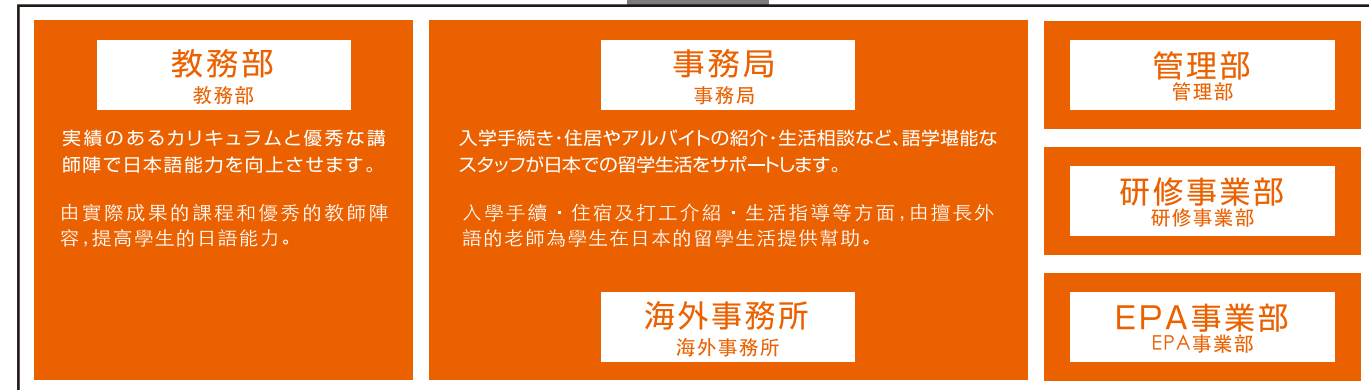 教務部
教務部
実績のあるカリキュラムと優秀な講
師陣で日本語能力を向上させます。
由實際成果的課程和優秀的教師陣
容,提高學生的日語能力。
事務局
事務局
入学手続き・住居やアルバイトの紹介・生活相談など、語学堪能な
スタッフが日本での留学生活をサポートします。
入學手續・住宿及打工介紹・生活指導等方面,由擅長外
語的老師為學生在日本的留學生活提供幫助。
海外事務所
海外事務所
管理部
管理部
研修事業部
研修事業部
EPA事業部
EPA事業部